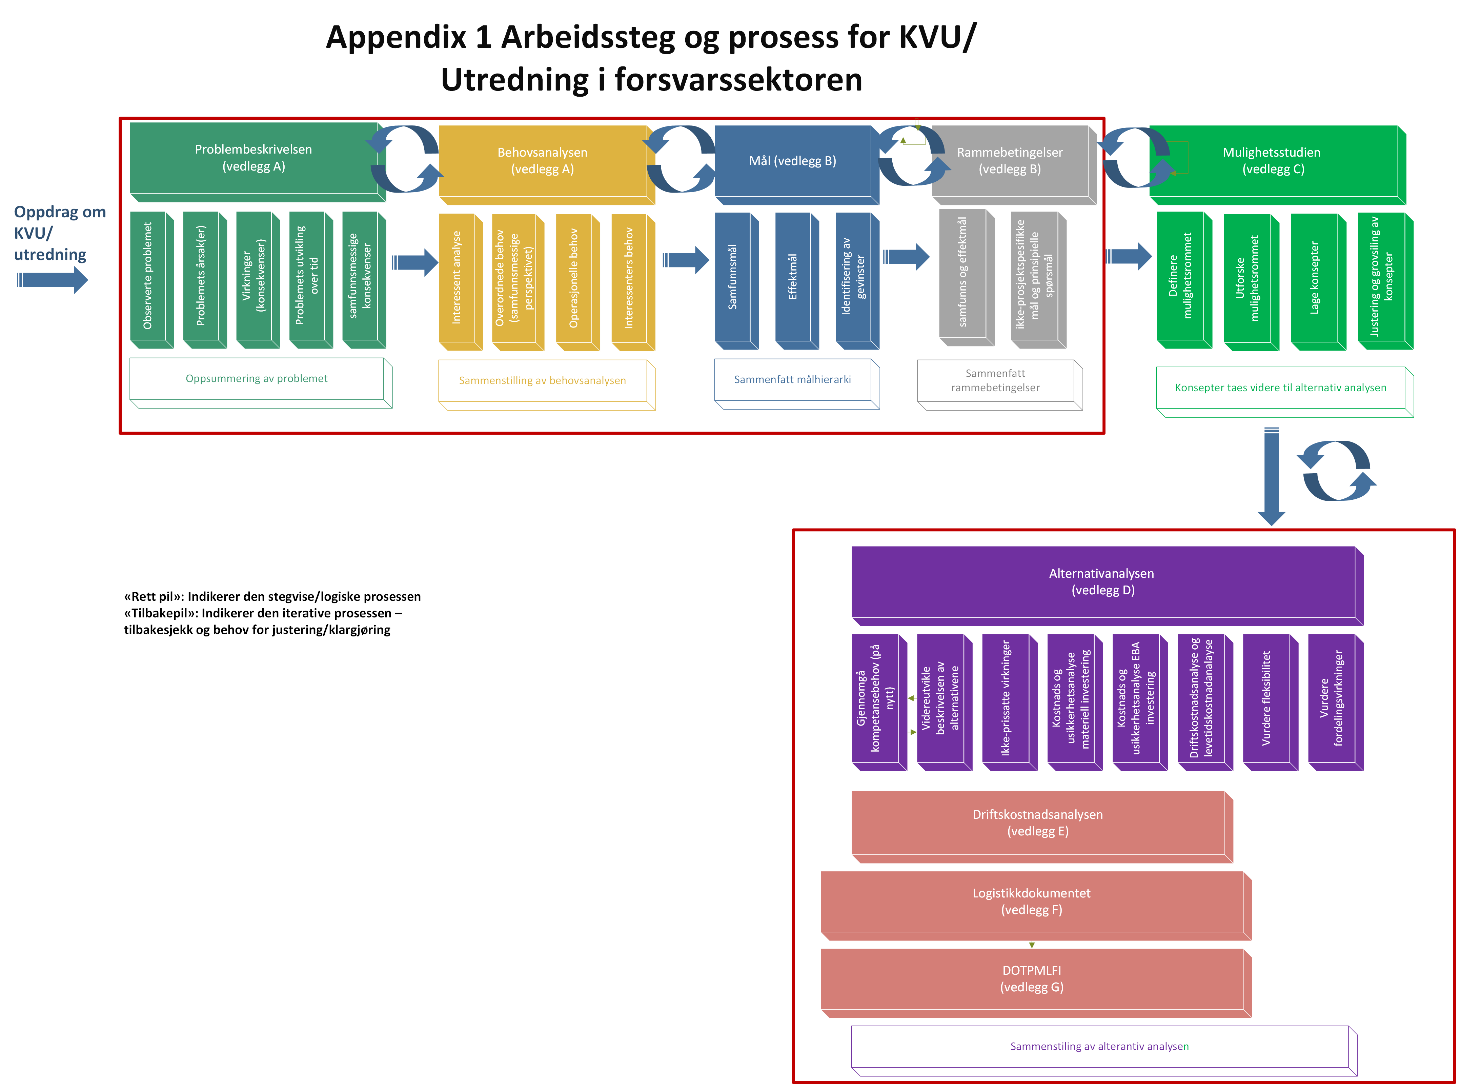 Appendix 1 Arbeidssteg og prosess for KVU/
Utredning i forsvarssektoren
Oppdrag om
KVU/
utredning
Problembeskrivelsen
(vedlegg A)
Observerte problemet
Problemets årsak(er)
Virkninger
(konsekvenser}
Problemets utvikling
over tid
samfunnsmessige
konsekvenser
Oppsummering av problemet
Behovsanalysen
(vedlegg A)
Interessent analyse
Overordnede behov
(samfunnsmessige
perspektivet)
Operasjonelle behov
Interessenters behov
Sammenstilling av behovsanalysen
Mål (vedlegg B)
Samfunnsmål
Effektmål
Identifisering av
gevinster
Sammenfatt målhierarki
Rammebetingelser
(vedlegg B)
samfunns og effektmål
ikke-prosjektspesifikke
mål og prinsipielle
spørsmål
Sammenfatt
rammebetingelser
Mulighetsstudien
(vedlegg C)
Definere
mulighetsrommet
Utforske
mulighetsrommet
Lage konsepter
Justering og grovsiling av
konsepter
Konsepter taes videre til alternativ analysen
«Rett pil»: Indikerer den stegvise/logiske prosessen
«Tilbakepil»: Indikerer den iterative prosessen –
tilbakesjekk og behov for justering/klargjøring
Alternativanalysen
(vedlegg D)
Gjennomgå
kompetansebehov (på
nytt)
Videreutvikle
beskrivelsen av
alternativene
Ikke-prissatte virkninger
Kostnads og
usikkerhetsanalyse
materiell investering
Kostnads og
usikkerhetsanalyse EBA
investering
Driftskostnadsanalyse og
levetidskostnadanalayse
Vurdere fleksibilitet
Vurdere
fordelingsvirkninger
Driftskostnadsanalysen
(vedlegg E)
Logistikkdokumentet
(vedlegg F)
DOTPMLFI
(vedlegg G)
Sammenstiling av alterantiv analysen